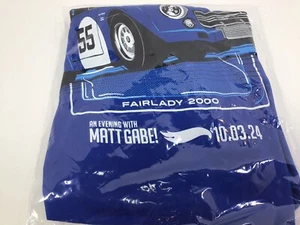 55
FAIRLADY 2000
AN EVENING WITH
MATT GABE! 10.03.24